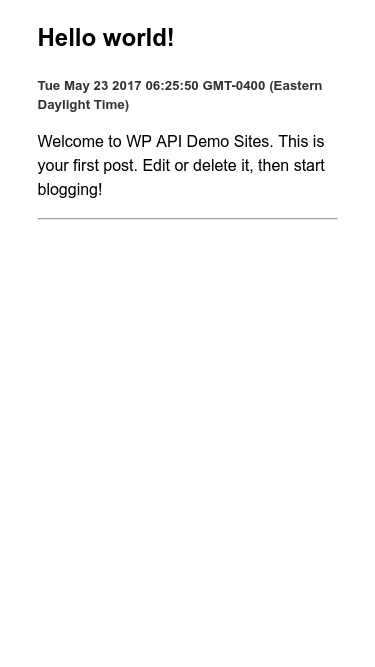 Hello world!
Tue May 23 2017 06:25:50 GMT-0400 (Eastern
Daylight Time)
Welcome to WP API Demo Sites. This is
your first post. Edit or delete it, then start
blogging!